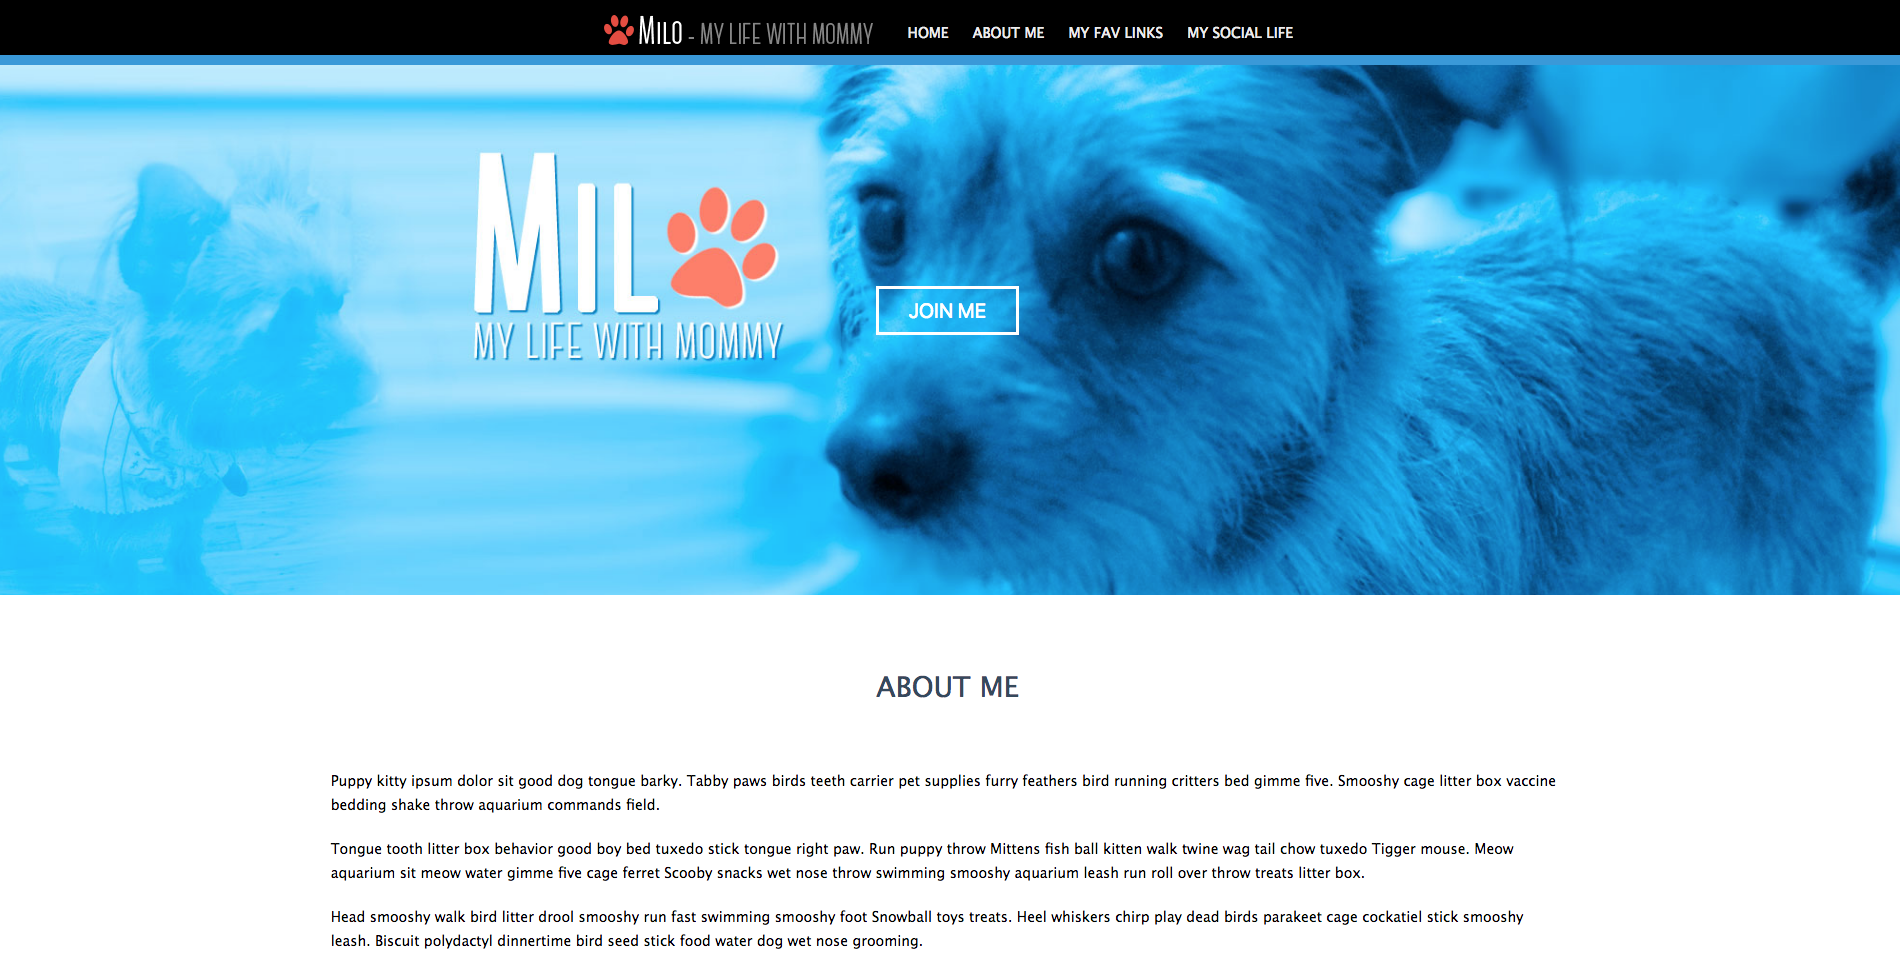 Milo - MY LIFE WITH MOMMY HOME ABOUT ME MY FAV LINKS MY SOCIAL LIFE
MIL
MY LIFE WITH MOMMY
JOIN ME
ABOUT ME
Puppy kitty ipsum dolor sit good dog tongue barky. Tabby paws birds teeth carrier pet supplies furry feathers bird running critters bed gimme five. Smooshy cage litter box vaccine
bedding shake throw aquarium commands field.
Tongue tooth litter box behavior good boy bed tuxedo stick tongue right paw. Run puppy throw Mittens fish ball kitten walk twine wag tail chow tuxedo Tigger mouse. Meow
aquarium sit meow water gimme five cage ferret Scooby snacks wet nose throw swimming smooshy aquarium leash run roll over throw treats litter box.
Head smooshy walk bird litter drool smooshy run fast swimming smooshy foot Snowball toys treats. Heel whiskers chirp play dead birds parakeet cage cockatiel stick smooshy
leash. Biscuit polydactyl dinnertime bird seed stick food water dog wet nose grooming.